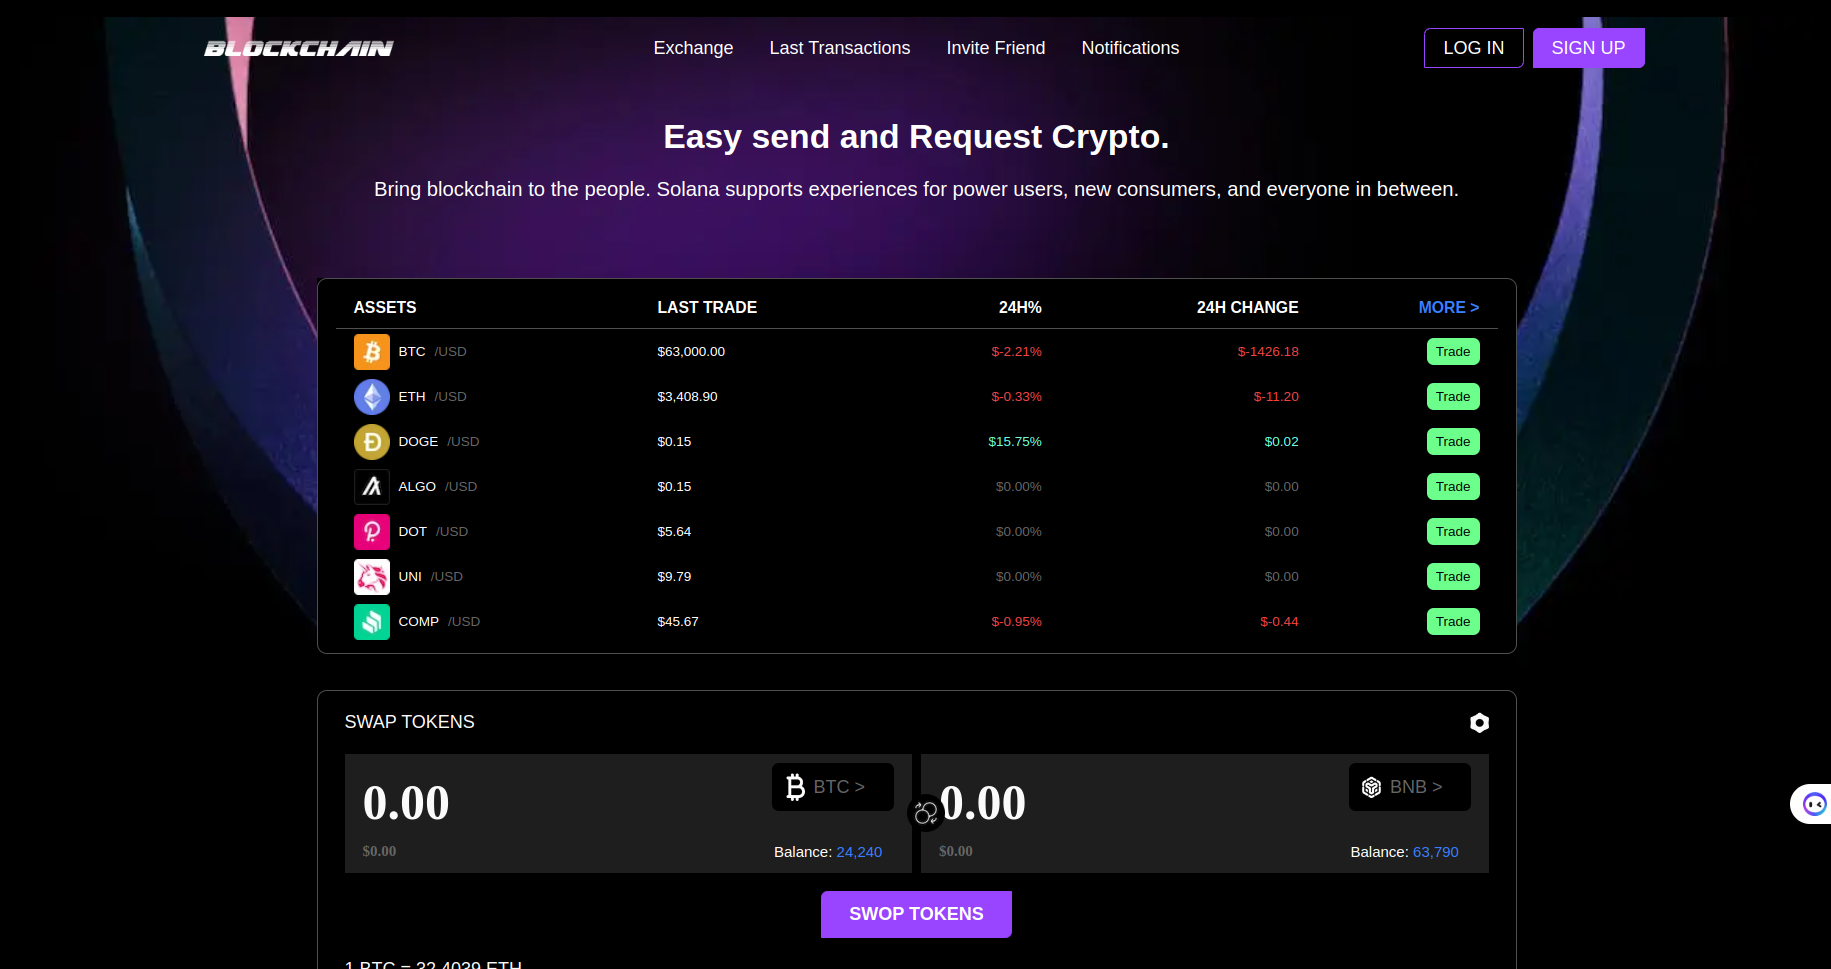 BLOCKCHAIN
Exchange Last Transactions Invite Friend Notifications
LOG IN SIGN UP
Easy send and Request Crypto.
Bring blockchain to the people. Solana supports experiences for power users, new consumers, and everyone in between.
ASSETS LAST TRADE 24H% 24H CHANGE MORE >
BTC /USD $63,000.00 $-2.21% $-1426.18 Trade
ETH /USD $3,408.90 $-0.33% $-11.20 Trade
DOGE /USD $0.15 $15.75% $0.02 Trade
ALGO /USD $0.15 $0.00% $0.00 Trade
DOT /USD $5.64 $0.00% $0.00 Trade
UNI /USD $9.79 $0.00% $0.00 Trade
COMP /USD $45.67 $-0.95% $-0.44 Trade
SWAP TOKENS
0.00 BTC > 0.00 BNB >
$0.00 Balance: 24,240 $0.00 Balance: 63,790
SWOP TOKENS
1 BTC = 32.4039 ETH